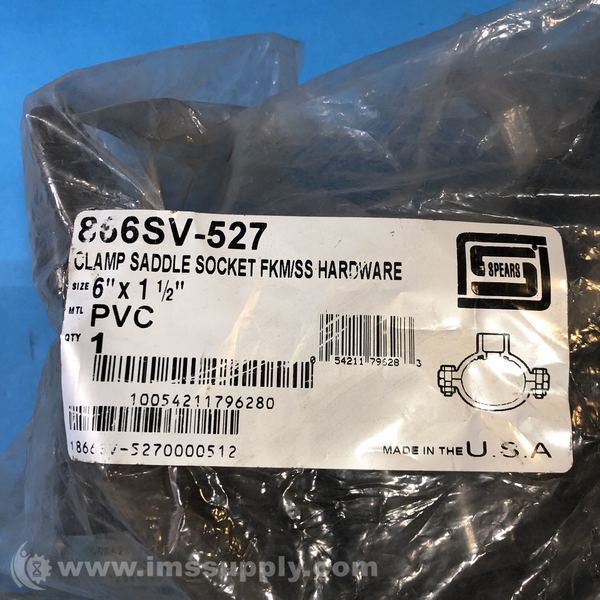 866SV-527
CLAMP SADDLE SOCKET FKM/SS HARDWARE
SPEARS
SIZE 6" x 1 ½"
MTL PVC
QTY 1
0 54211 79628 3
10054211796280
1866SV-5270000512
MADE IN THE U.S.A
www.imssupply.com